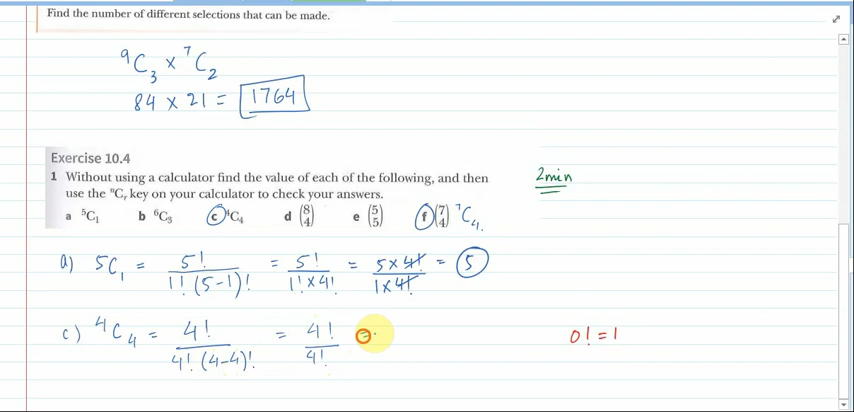 Find the number of different selections that can be made.
⁹C₃ × ⁷C₂
84 × 21 = 1764
Exercise 10.4
1 Without using a calculator find the value of each of the following, and then 2min
use the ⁿCᵣ key on your calculator to check your answers.
a ⁵C₁ b ⁶C₃ c ⁴C₄ d (8 4) e (5 5) f (7 4) ⁷C₄.
a) 5C₁ = 5! / 1! (5-1)! = 5! / 1! × 4! = 5 × 4! / 1 × 4! = 5
c) ⁴C₄ = 4! / 4! (4-4)! = 4! / 4! = 0! = 1